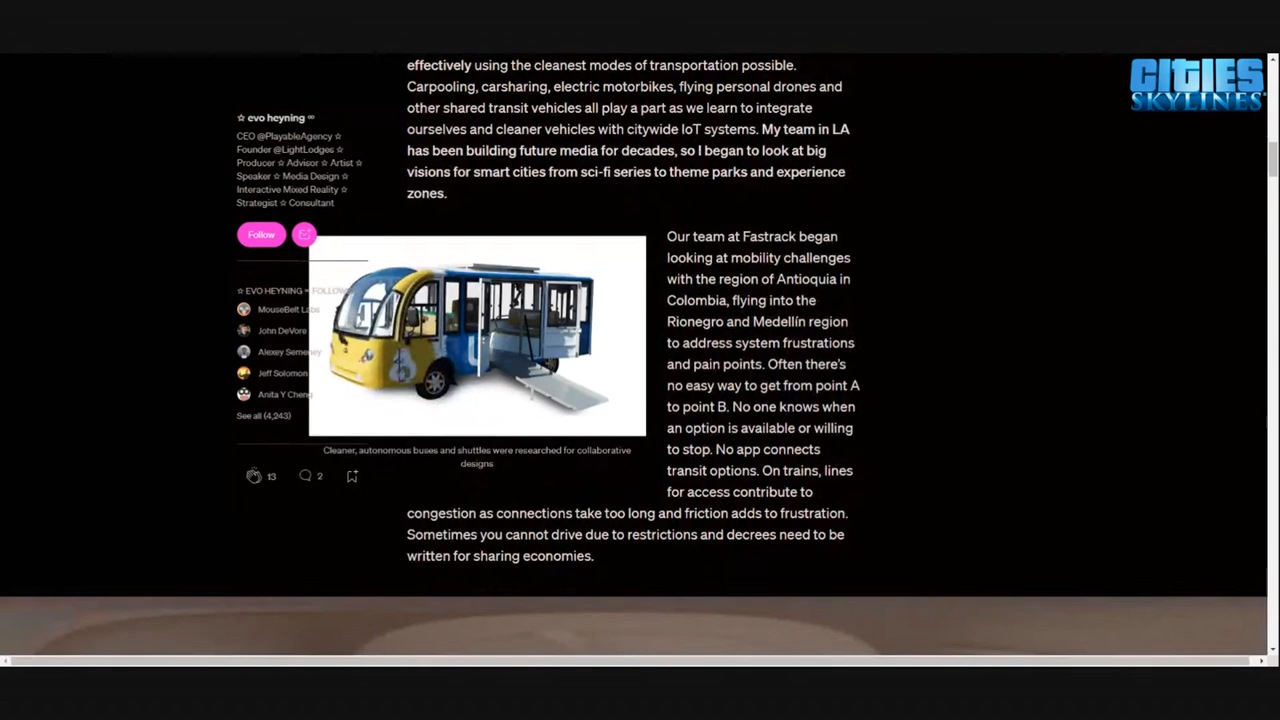 CITIES
SKYLINES
effectively using the cleanest modes of transportation possible.
Carpooling, carsharing, electric motorbikes, flying personal drones and
other shared transit vehicles all play a part as we learn to integrate
ourselves and cleaner vehicles with citywide IoT systems. My team in LA
has been building future media for decades, so I began to look at big
visions for smart cities from sci-fi series to theme parks and experience
zones.
☆ evo heyning ∞
CEO @PlayableAgency ☆
Founder @LightLodges ☆
Producer ☆ Advisor ☆ Artist ☆
Speaker ☆ Media Design ☆
Interactive Mixed Reality ☆
Strategist ☆ Consultant
Follow
☆ EVO HEYNING ∞ FOLLOWS
MouseBelt Labs
John DeVore
Alexey Semeney
Jeff Solomon
Anita Y Cheng
See all (4,243)
13
2
Cleaner, autonomous buses and shuttles were researched for collaborative
designs
Our team at Fastrack began
looking at mobility challenges
with the region of Antioquia in
Colombia, flying into the
Rionegro and Medellín region
to address system frustrations
and pain points. Often there's
no easy way to get from point A
to point B. No one knows when
an option is available or willing
to stop. No app connects
transit options. On trains, lines
for access contribute to
congestion as connections take too long and friction adds to frustration.
Sometimes you cannot drive due to restrictions and decrees need to be
written for sharing economies.